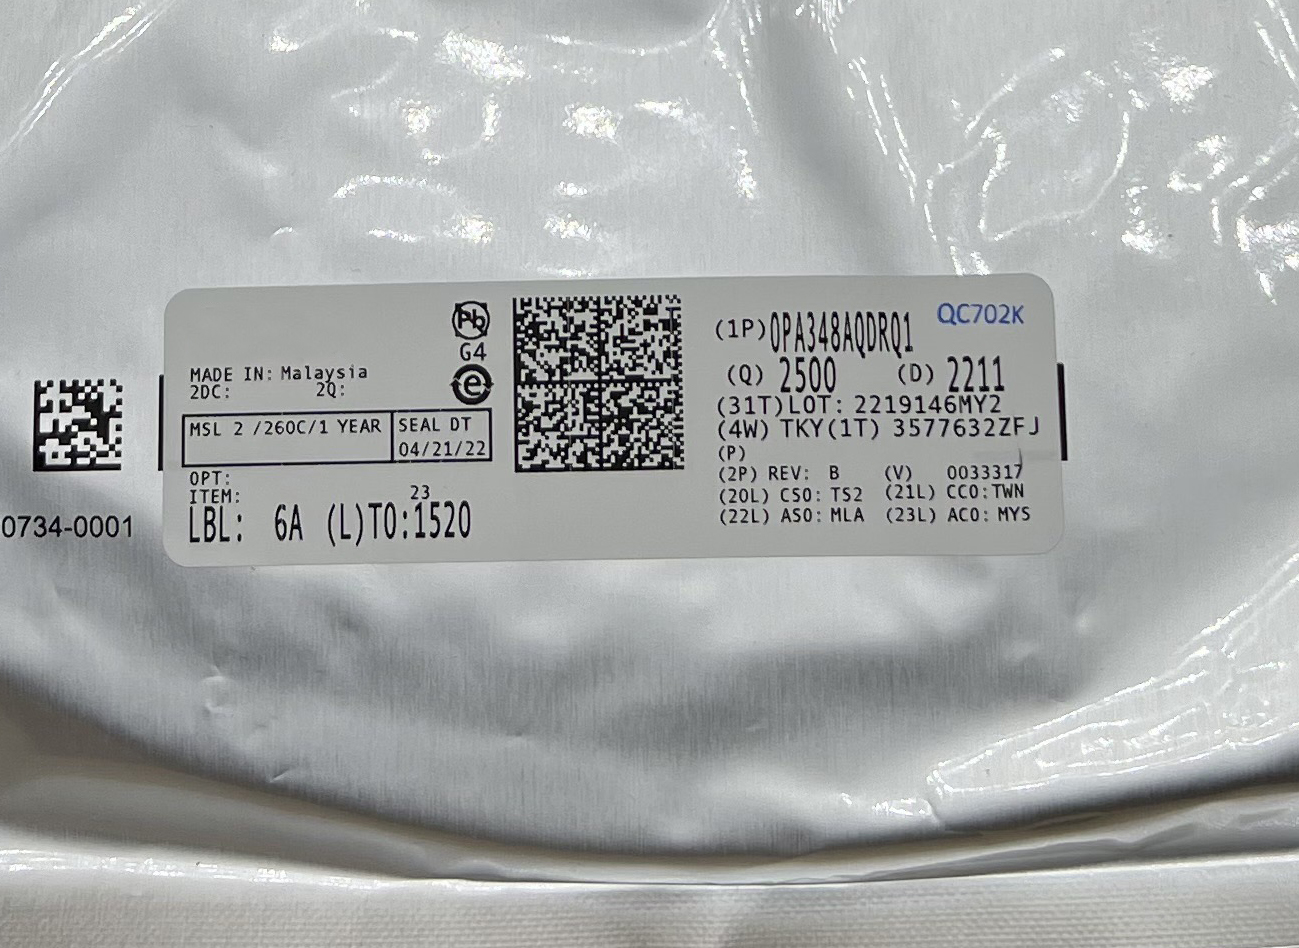 Pb
G4
e
MADE IN: Malaysia
2DC: 2Q:
MSL 2 /260C/1 YEAR
SEAL DT
04/21/22
OPT:
ITEM: 23
LBL: 6A (L)TO:1520
0734-0001
QC702K
(1P) OPA348AQDRQ1
(Q) 2500 (D) 2211
(31T)LOT: 2219146MY2
(4W) TKY(1T) 3577632ZFJ
(P)
(2P) REV: B (V) 0033317
(20L) CSO: TS2 (21L) CCO:TWN
(22L) ASO: MLA (23L) ACO: MYS